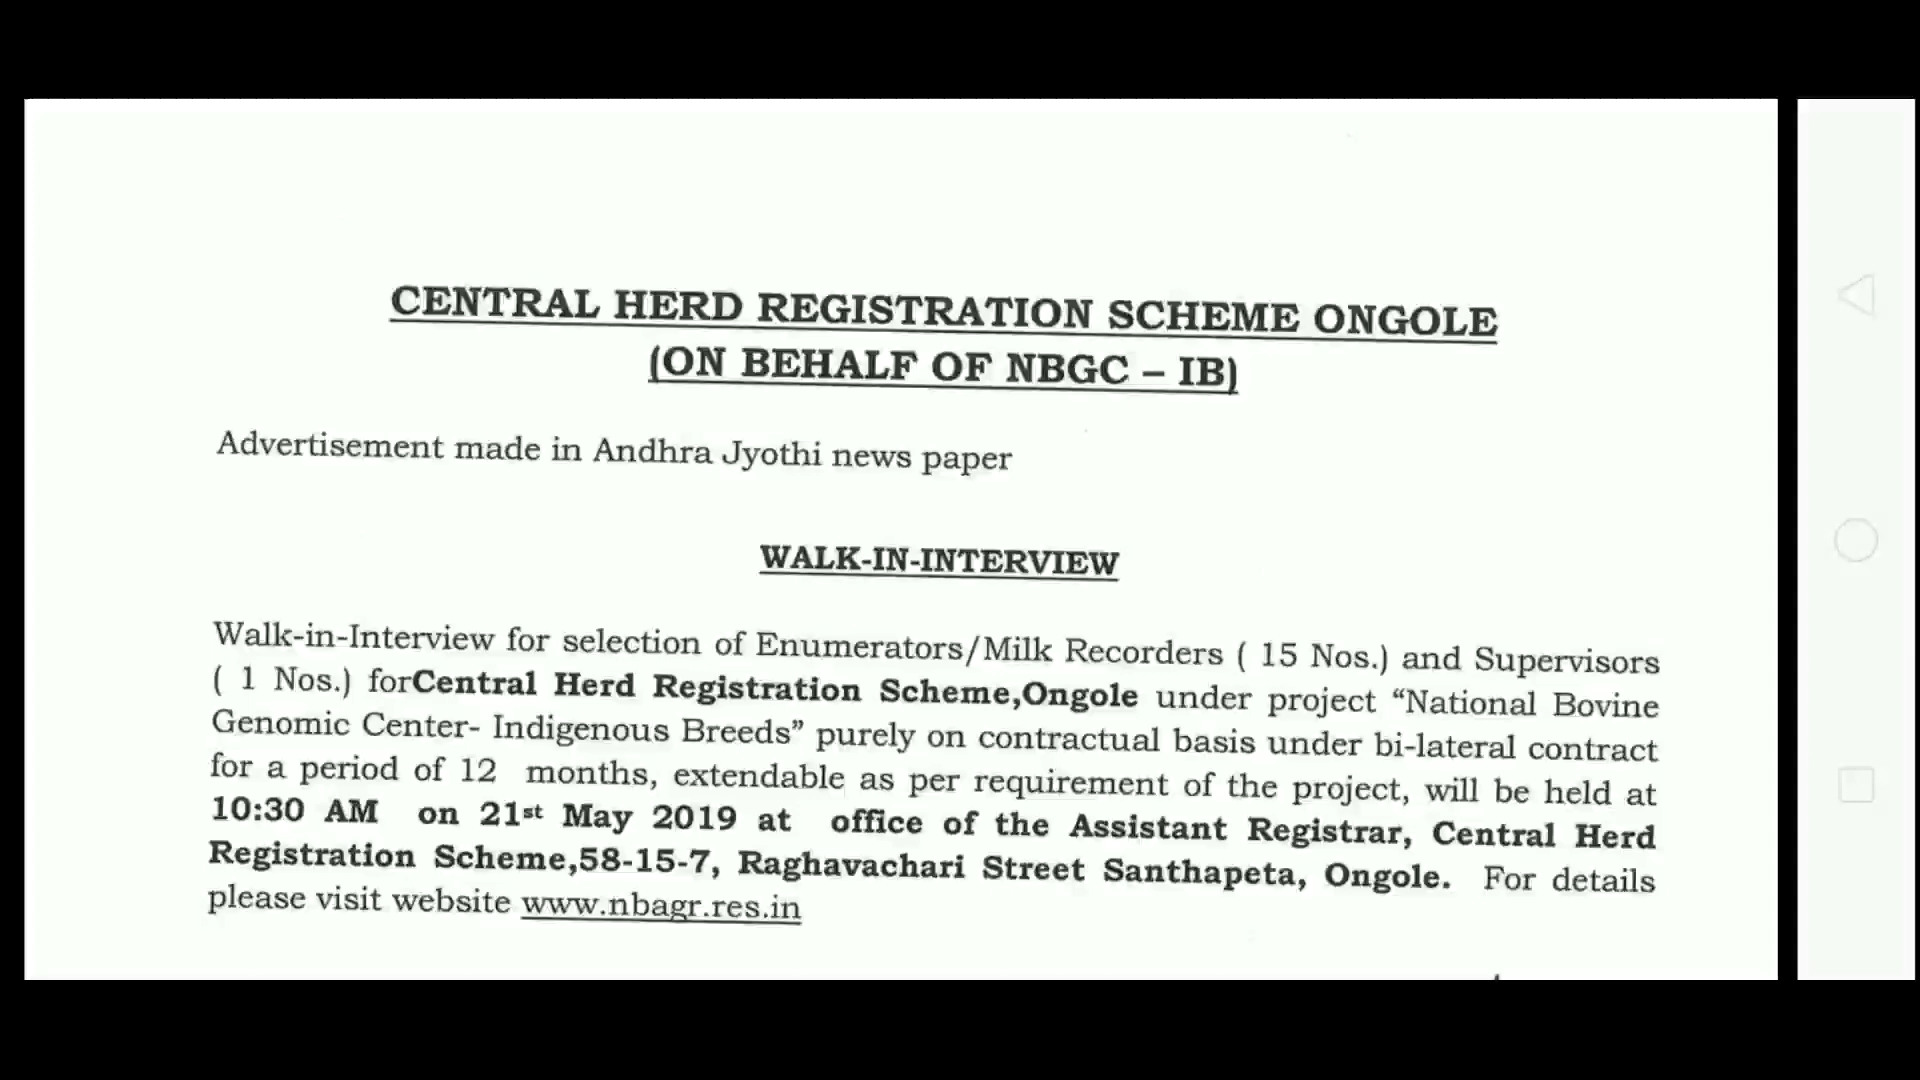 CENTRAL HERD REGISTRATION SCHEME ONGOLE
(ON BEHALF OF NBGC – IB)
Advertisement made in Andhra Jyothi news paper
WALK-IN-INTERVIEW
Walk-in-Interview for selection of Enumerators/Milk Recorders ( 15 Nos.) and Supervisors
( 1 Nos.) forCentral Herd Registration Scheme,Ongole under project “National Bovine
Genomic Center- Indigenous Breeds” purely on contractual basis under bi-lateral contract
for a period of 12 months, extendable as per requirement of the project, will be held at
10:30 AM on 21st May 2019 at office of the Assistant Registrar, Central Herd
Registration Scheme,58-15-7, Raghavachari Street Santhapeta, Ongole. For details
please visit website www.nbagr.res.in